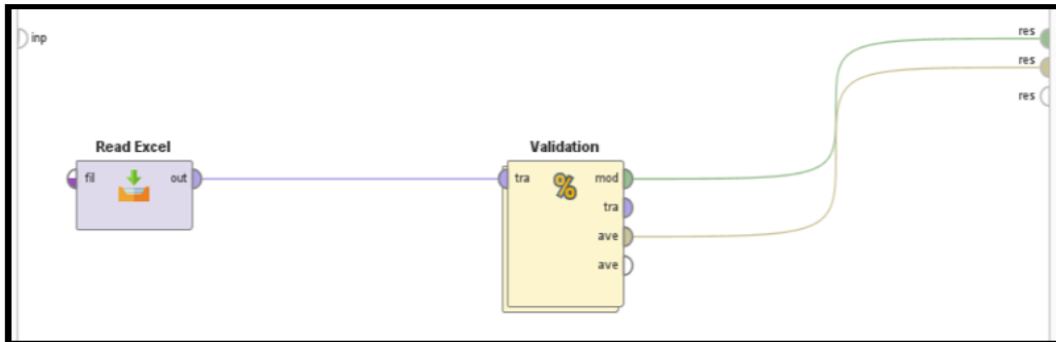 inp
res
res
res
Read Excel
Validation
fil
out
tra
%
mod
tra
ave
ave